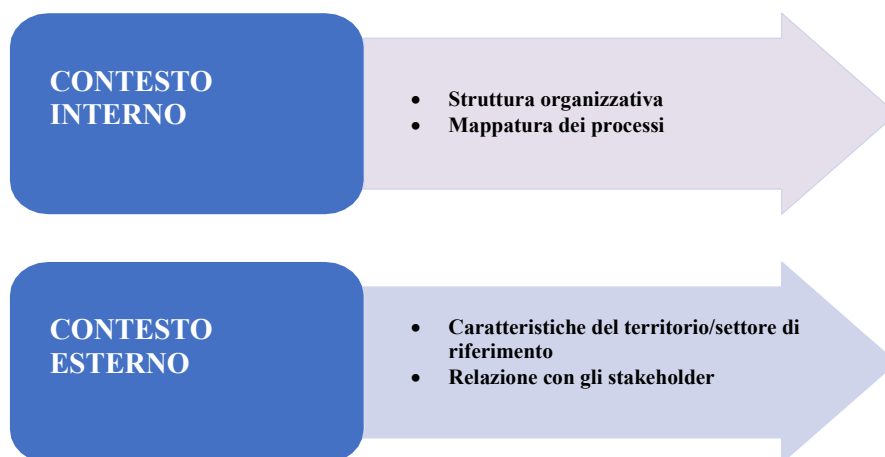 CONTESTO
INTERNO
• Struttura organizzativa
• Mappatura dei processi
CONTESTO
ESTERNO
• Caratteristiche del territorio/settore di
riferimento
• Relazione con gli stakeholder